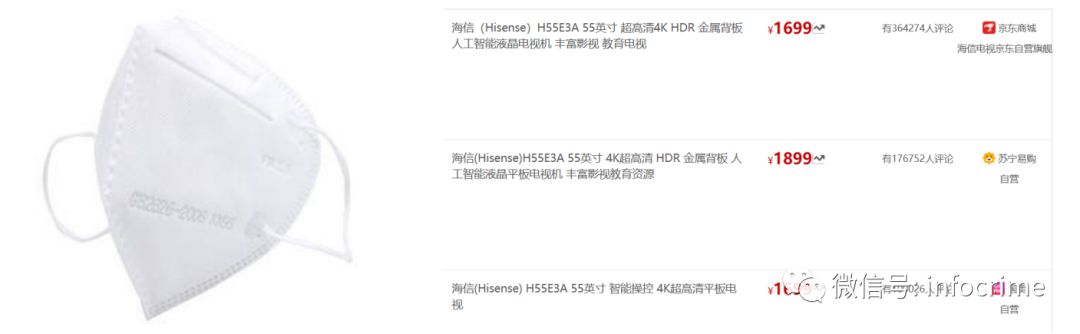 海信（Hisense）H55E3A 55英寸 超高清4K HDR 金属背板
人工智能液晶电视机 丰富影视 教育电视
¥1699
有364274人评论
京东商城
海信电视京东自营旗舰
海信(Hisense)H55E3A 55英寸 4K超高清 HDR 金属背板 人
工智能液晶平板电视机 丰富影视教育资源
¥1899
有176752人评论
苏宁易购
自营
海信(Hisense) H55E3A 55英寸 智能操控 4K超高清平板电
视
¥1699
自营
微信号: infocrime
GB2626-2006 KN95